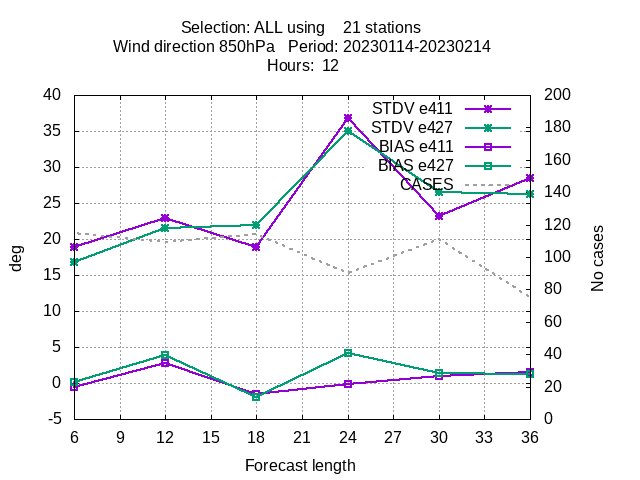 Selection: ALL using    21 stations
Wind direction 850hPa   Period: 20230114-20230214
Hours:  12
40 200
35 180
30 160
25 140
20 120
15 100
10 80
5 60
0 40
-5 20
0
STDV e411
STDV e427
BIAS e411
BIAS e427
CASES
deg
No cases
6 9 12 15 18 21 24 27 30 33 36
Forecast length